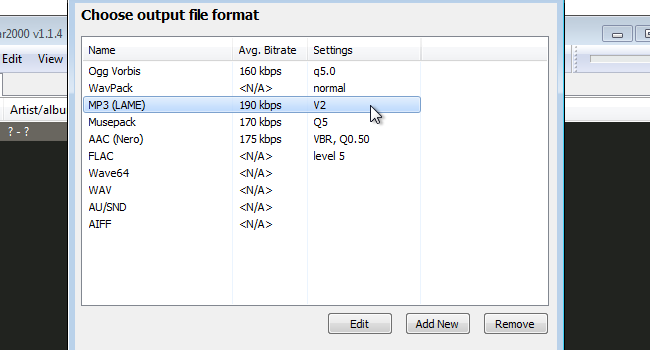 Choose output file format
ar2000 v1.1.4
Edit View
Artist/albu
? - ?
Name Avg. Bitrate Settings
Ogg Vorbis 160 kbps q5.0
WavPack <N/A> normal
MP3 (LAME) 190 kbps V2
Musepack 170 kbps Q5
AAC (Nero) 175 kbps VBR, Q0.50
FLAC <N/A> level 5
Wave64 <N/A>
WAV <N/A>
AU/SND <N/A>
AIFF <N/A>
Edit Add New Remove